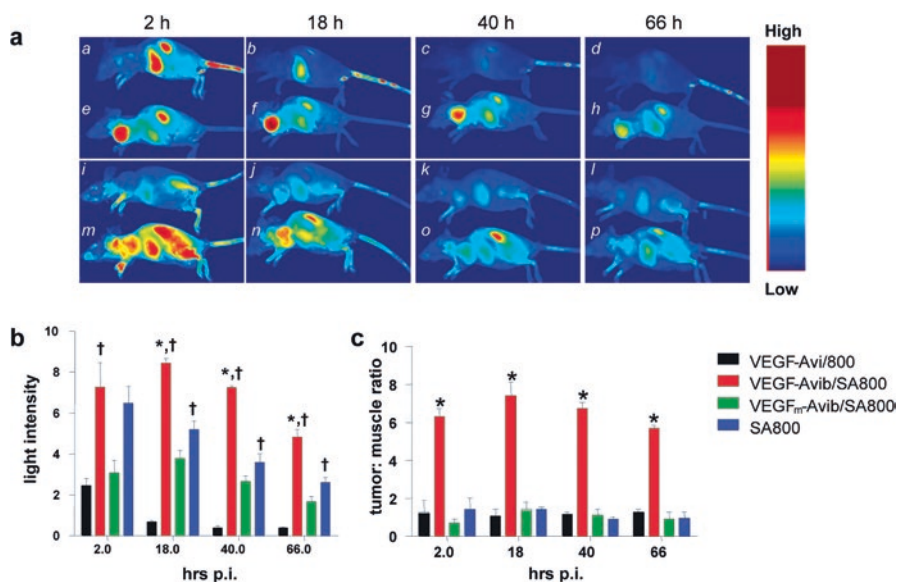 2 h 18 h 40 h 66 h
a
High
a b c d
e f g h
i j k l
m n o p
Low
b
10
8
6
4
2
0
light intensity
† *,† † *,† † *,† †
2.0 18.0 40.0 66.0
hrs p.i.
c
10
8
6
4
2
0
tumor: muscle ratio
* * * *
2.0 18 40 66
hrs p.i.
VEGF-Avi/800
VEGF-Avib/SA800
VEGFm-Avib/SA800
SA800